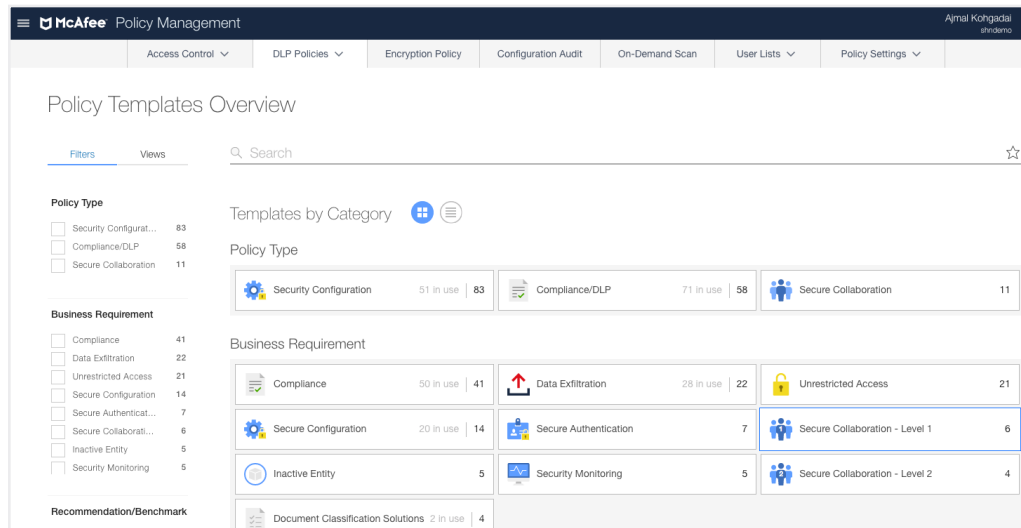 McAfee Policy Management
Ajmal Kohgadai
shndemo
Access Control
DLP Policies
Encryption Policy
Configuration Audit
On-Demand Scan
User Lists
Policy Settings
Policy Templates Overview
Filters
Views
Search
Policy Type
Security Configurat... 83
Compliance/DLP 58
Secure Collaboration 11
Business Requirement
Compliance 41
Data Exfiltration 22
Unrestricted Access 21
Secure Configuration 14
Secure Authenticat... 7
Secure Collaborati... 6
Inactive Entity 5
Security Monitoring 5
Recommendation/Benchmark
Templates by Category
Policy Type
Security Configuration 51 in use 83
Compliance/DLP 71 in use 58
Secure Collaboration 11
Business Requirement
Compliance 50 in use 41
Data Exfiltration 28 in use 22
Unrestricted Access 21
Secure Configuration 20 in use 14
Secure Authentication 7
1 Secure Collaboration - Level 1 6
Inactive Entity 5
Security Monitoring 5
2 Secure Collaboration - Level 2 4
Document Classification Solutions 2 in use 4